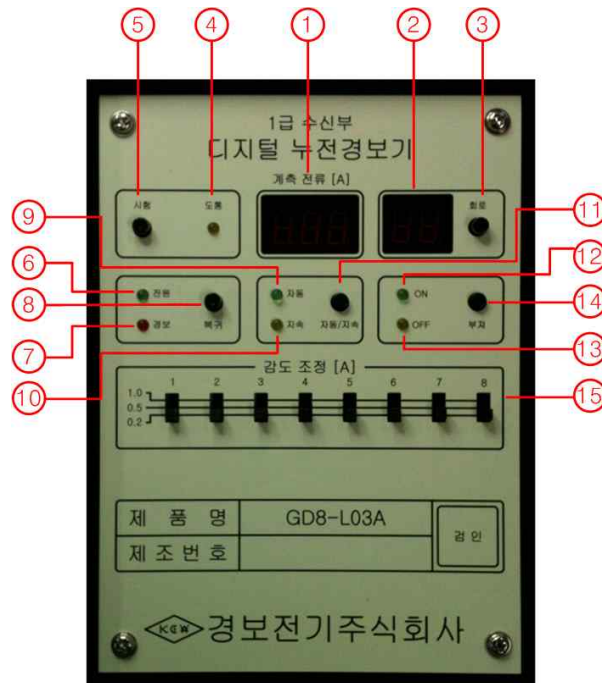 ⑤ ④ ① ② ③
1급 수신부
디지털 누전경보기
계측 전류 [A]
시험 도통 회로
⑨ ⑪
⑥ 전원 자동 ON ⑫
⑧ 복귀 자동/지속 부저 ⑭
⑦ 경보 지속 OFF ⑬
⑩ 감도 조정 [A]
1 2 3 4 5 6 7 8
1.0
0.5
0.2
⑮
제 품 명 GD8-L03A 검 인
제 조 번 호
경보전기주식회사